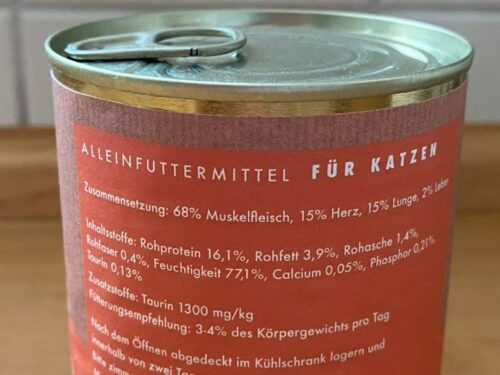 ALLEINFUTTERMITTEL FÜR KATZEN
Zusammensetzung: 68% Muskelfleisch, 15% Herz, 15% Lunge, 2% Leber
Inhaltsstoffe: Rohprotein 16,1%, Rohfett 3,9%, Rohasche 1,4%,
Rohfaser 0,4%, Feuchtigkeit 77,1%, Calcium 0,05%, Phosphor 0,21%,
Taurin 0,13%
Zusatzstoffe: Taurin 1300 mg/kg
Fütterungsempfehlung: 3-4% des Körpergewichts pro Tag
Nach dem Öffnen abgedeckt im Kühlschrank lagern und
innerhalb von zwei
Bitte